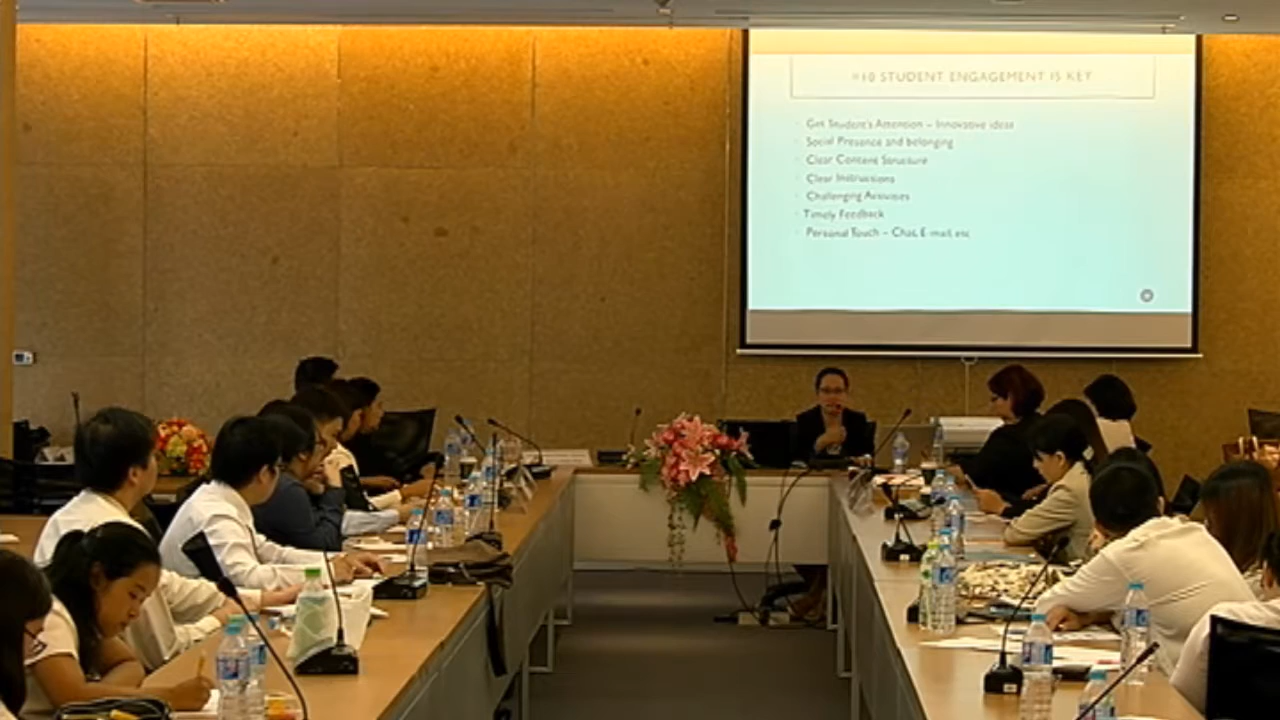 #10 STUDENT ENGAGEMENT IS KEY
Get Student's Attention – Innovative ideas
Social Presence and belonging
Clear Content Structure
Clear Instructions
Challenging Activities
Timely Feedback
Personal Touch – Chat, E-mail, etc